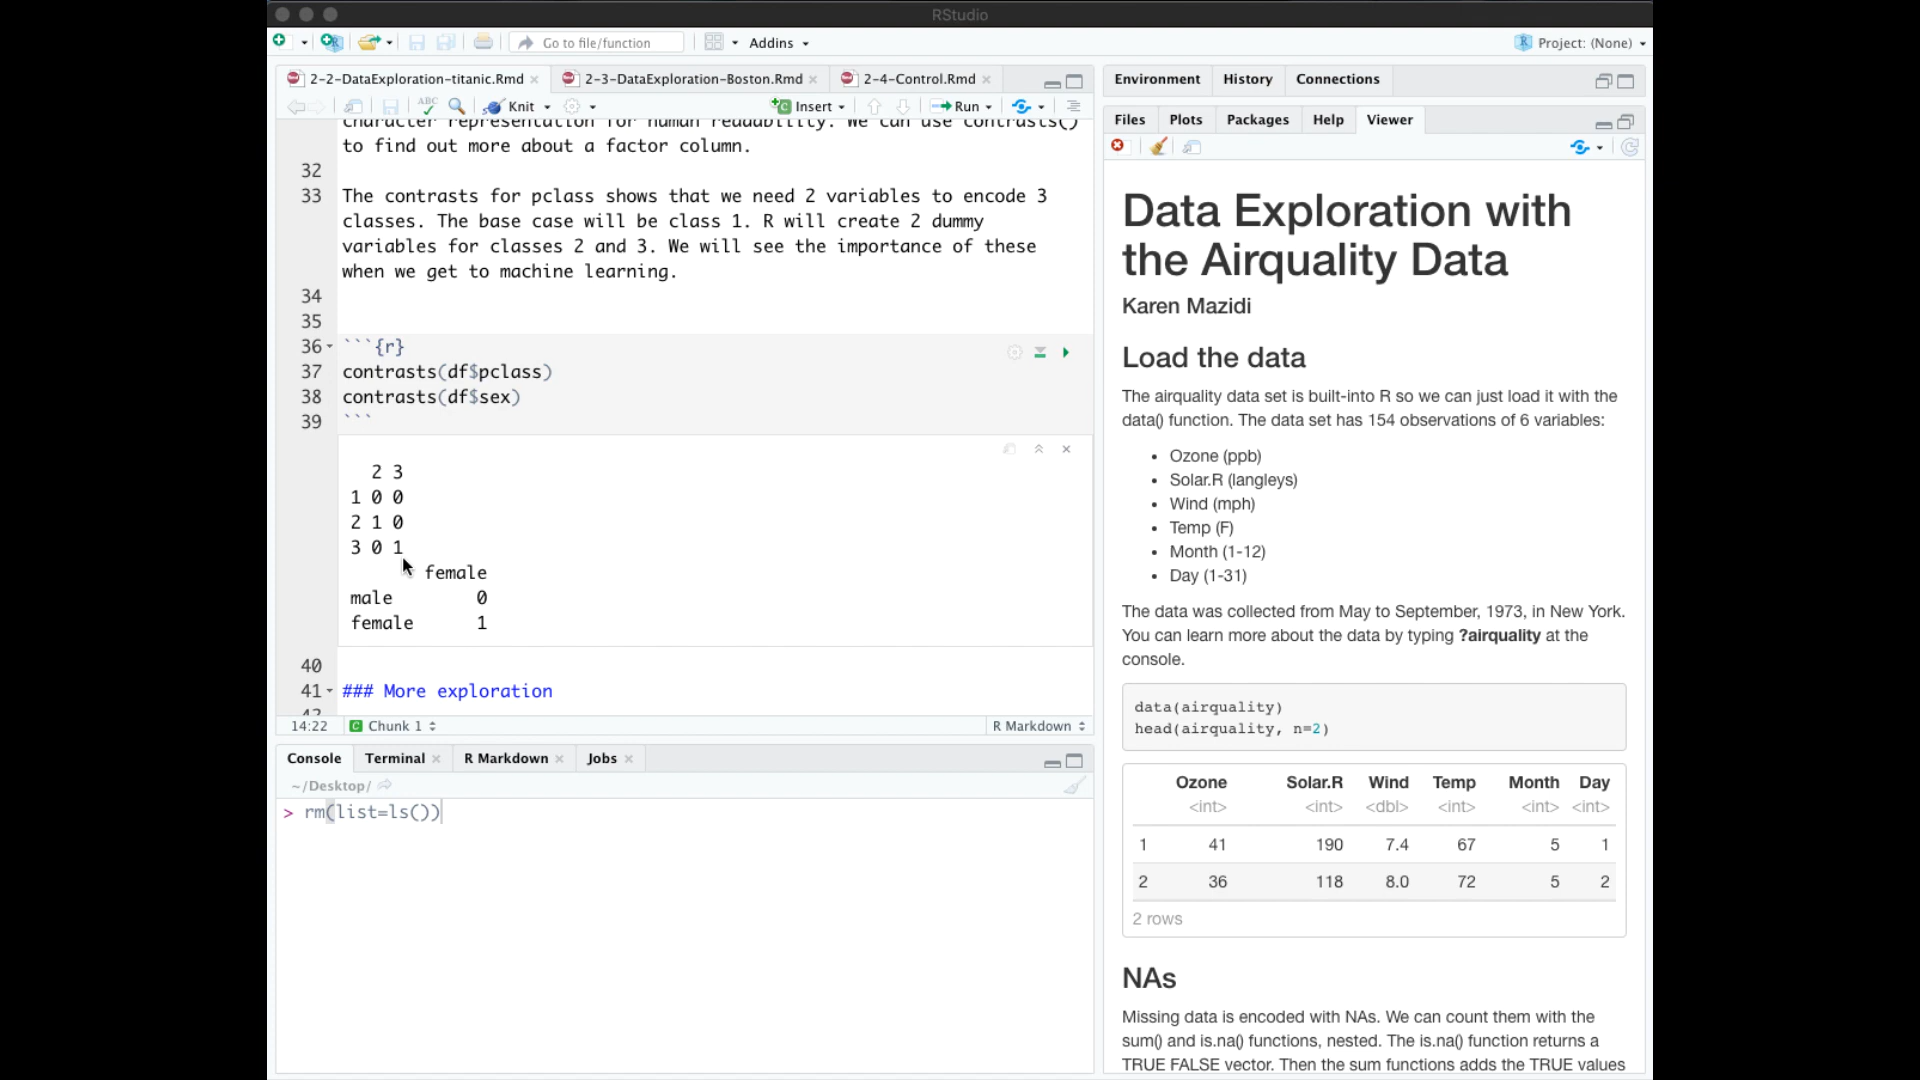 RStudio
Go to file/function
Addins
Project: (None)
2-2-DataExploration-titanic.Rmd
2-3-DataExploration-Boston.Rmd
2-4-Control.Rmd
ABC
Knit
Insert
Run
character representation for human readability. We can use contrasts()
to find out more about a factor column.
32
33 The contrasts for pclass shows that we need 2 variables to encode 3
classes. The base case will be class 1. R will create 2 dummy
variables for classes 2 and 3. We will see the importance of these
when we get to machine learning.
34
35
36 ```{r}
37 contrasts(df$pclass)
38 contrasts(df$sex)
39 ```
2 3
1 0 0
2 1 0
3 0 1
female
male 0
female 1
40
41 ### More exploration
42
14:22 C Chunk 1 R Markdown
Console Terminal R Markdown Jobs
~/Desktop/
> rm(list=ls())
Environment History Connections
Files Plots Packages Help Viewer
Data Exploration with
the Airquality Data
Karen Mazidi
Load the data
The airquality data set is built-into R so we can just load it with the
data() function. The data set has 154 observations of 6 variables:
• Ozone (ppb)
• Solar.R (langleys)
• Wind (mph)
• Temp (F)
• Month (1-12)
• Day (1-31)
The data was collected from May to September, 1973, in New York.
You can learn more about the data by typing ?airquality at the
console.
data(airquality)
head(airquality, n=2)
Ozone Solar.R Wind Temp Month Day
<int> <int> <dbl> <int> <int> <int>
1 41 190 7.4 67 5 1
2 36 118 8.0 72 5 2
2 rows
NAs
Missing data is encoded with NAs. We can count them with the
sum() and is.na() functions, nested. The is.na() function returns a
TRUE FALSE vector. Then the sum functions adds the TRUE values